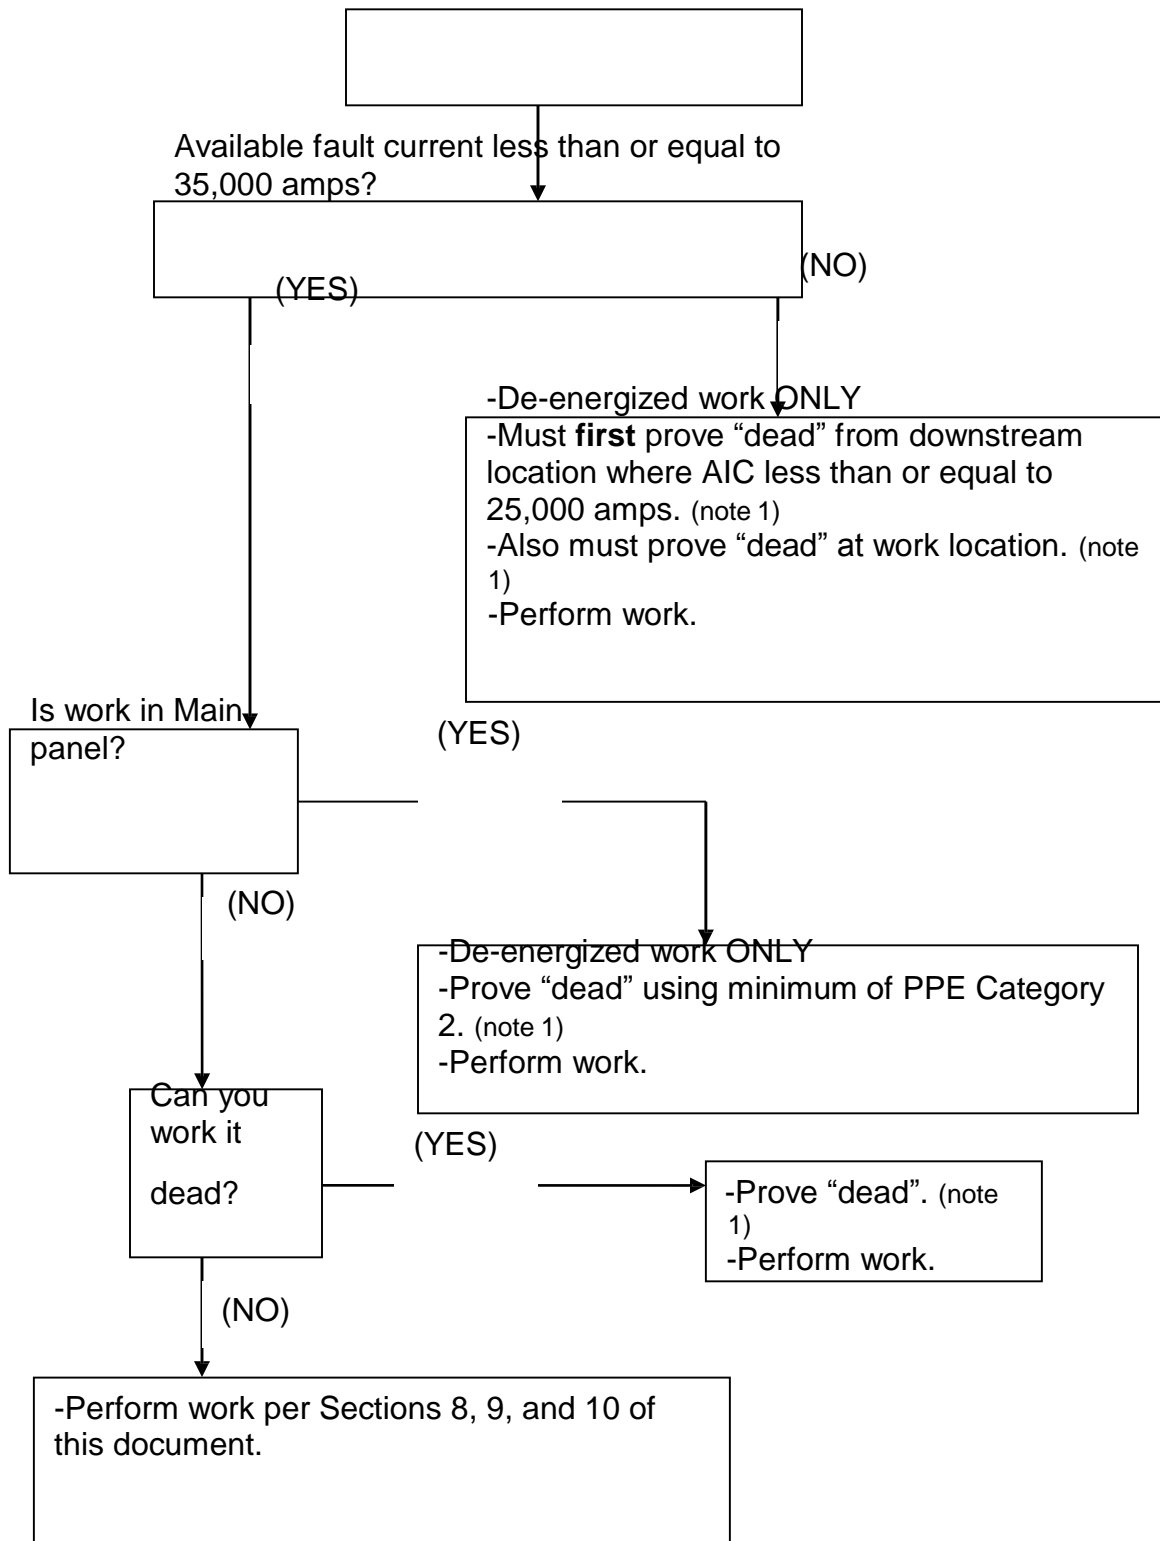 Available fault current less than or equal to
35,000 amps?
(NO)
(YES)
-De-energized work ONLY
-Must first prove “dead” from downstream
location where AIC less than or equal to
25,000 amps. (note 1)
-Also must prove “dead” at work location. (note
1)
-Perform work.
Is work in Main
panel?
(YES)
(NO)
-De-energized work ONLY
-Prove “dead” using minimum of PPE Category
2. (note 1)
-Perform work.
Can you
work it
dead?
(YES)
-Prove “dead”. (note
1)
-Perform work.
(NO)
-Perform work per Sections 8, 9, and 10 of
this document.